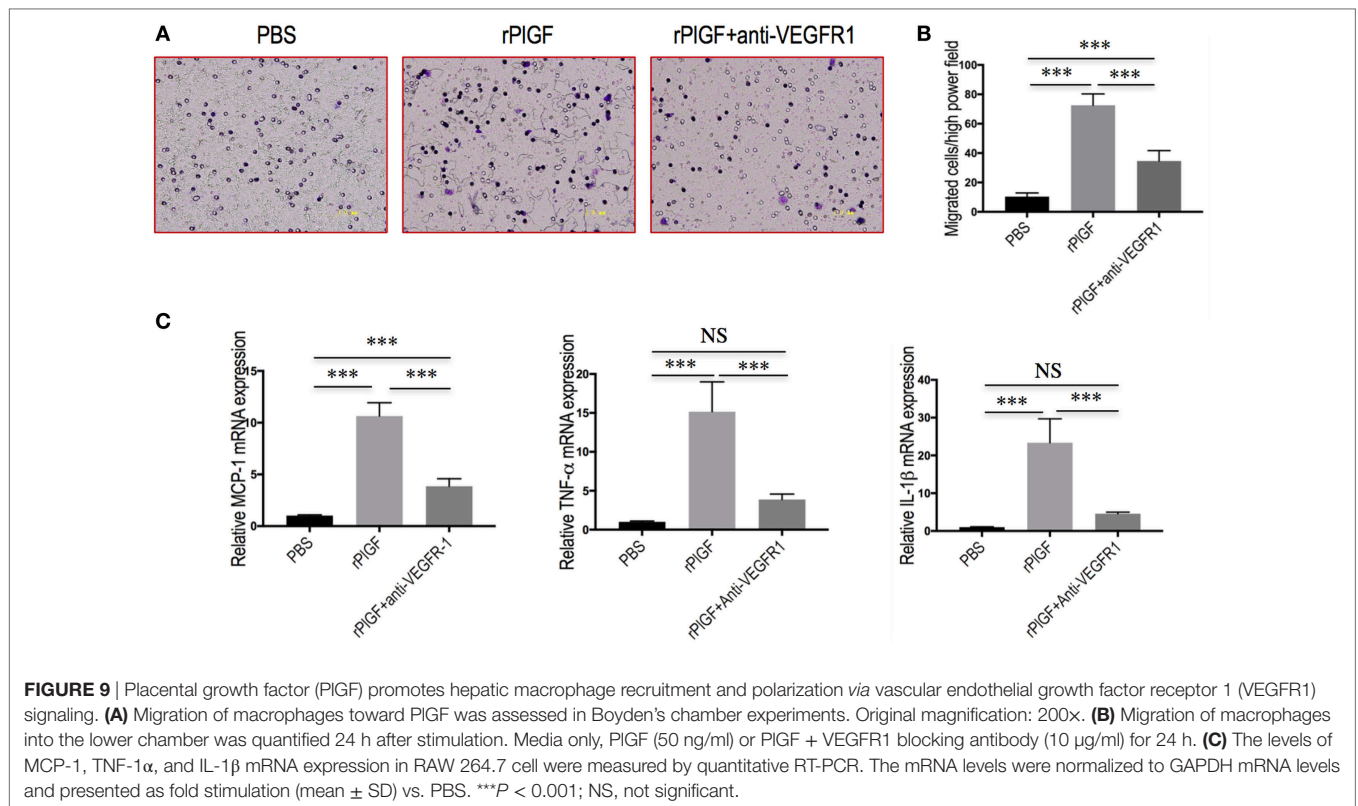 A
PBS
rPIGF
rPIGF+anti-VEGFR1
B
Migrated cells/high power field
100
80
60
40
20
0
***
***
***
PBS
rPIGF
rPIGF+anti-VEGFR1
C
Relative MCP-1 mRNA expression
15
10
5
0
***
***
***
PBS
rPIGF
rPIGF+anti-VEGFR-1
Relative TNF-α mRNA expression
20
15
10
5
0
NS
***
***
PBS
rPIGF
rPIGF+Anti-VEGFR1
Relative IL-1β mRNA expression
40
30
20
10
0
NS
***
***
PBS
rPIGF
rPIGF+Anti-VEGFR1
FIGURE 9 | Placental growth factor (PlGF) promotes hepatic macrophage recruitment and polarization via vascular endothelial growth factor receptor 1 (VEGFR1)
signaling. (A) Migration of macrophages toward PlGF was assessed in Boyden's chamber experiments. Original magnification: 200×. (B) Migration of macrophages
into the lower chamber was quantified 24 h after stimulation. Media only, PlGF (50 ng/ml) or PlGF + VEGFR1 blocking antibody (10 μg/ml) for 24 h. (C) The levels of
MCP-1, TNF-1α, and IL-1β mRNA expression in RAW 264.7 cell were measured by quantitative RT-PCR. The mRNA levels were normalized to GAPDH mRNA levels
and presented as fold stimulation (mean ± SD) vs. PBS. ***P < 0.001; NS, not significant.